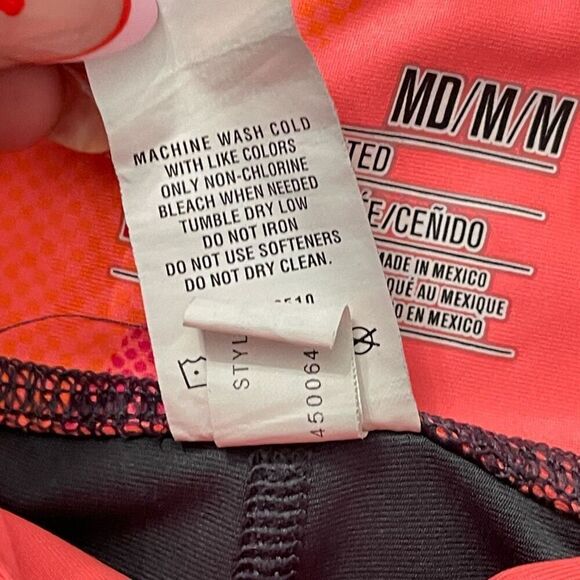 MACHINE WASH COLD
WITH LIKE COLORS
ONLY NON-CHLORINE
BLEACH WHEN NEEDED
TUMBLE DRY LOW
DO NOT IRON
DO NOT USE SOFTENERS
DO NOT DRY CLEAN.
STYL
450064
MD/M/M
TED
/CEÑIDO
MADE IN MEXICO
QUÉ AU MEXIQUE
O EN MEXICO